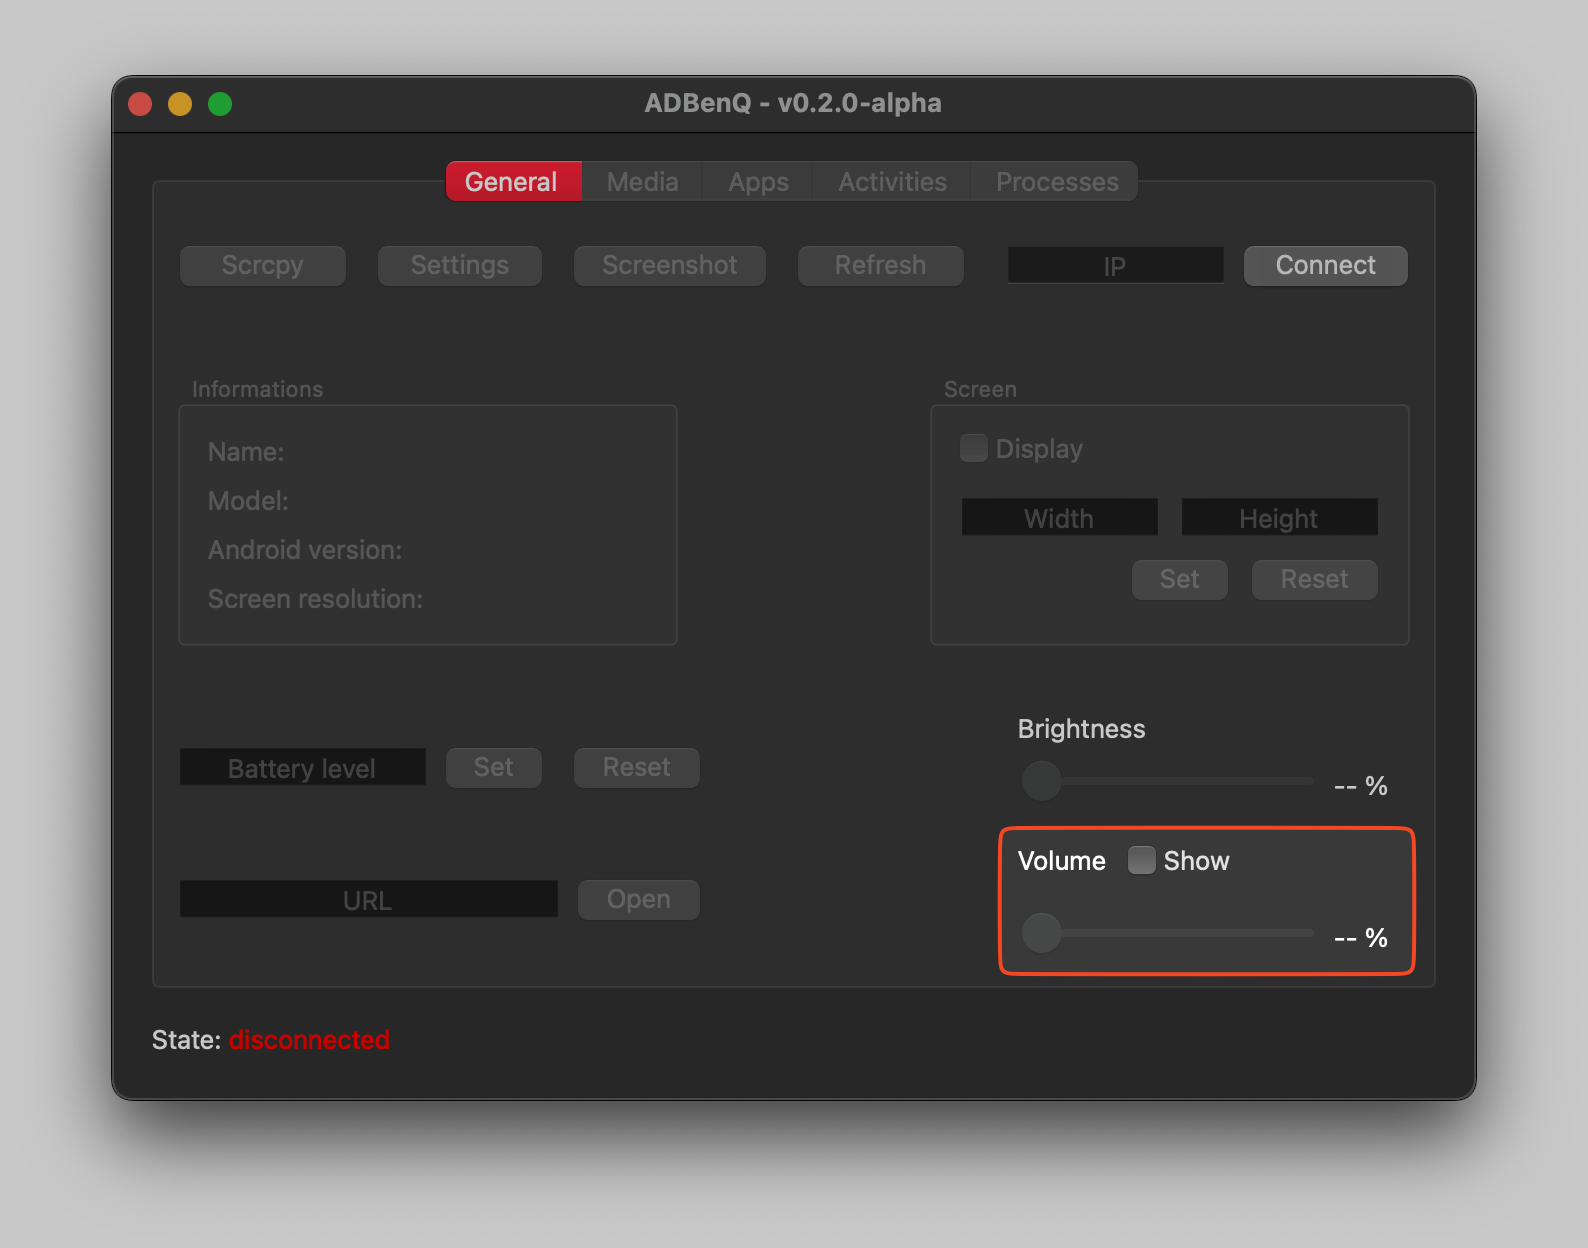 ADBenQ - v0.2.0-alpha
General Media Apps Activities Processes
Scrcpy Settings Screenshot Refresh IP Connect
Informations
Name:
Model:
Android version:
Screen resolution:
Screen
Display
Width Height
Set Reset
Battery level Set Reset
URL Open
Brightness
-- %
Volume Show
-- %
State: disconnected